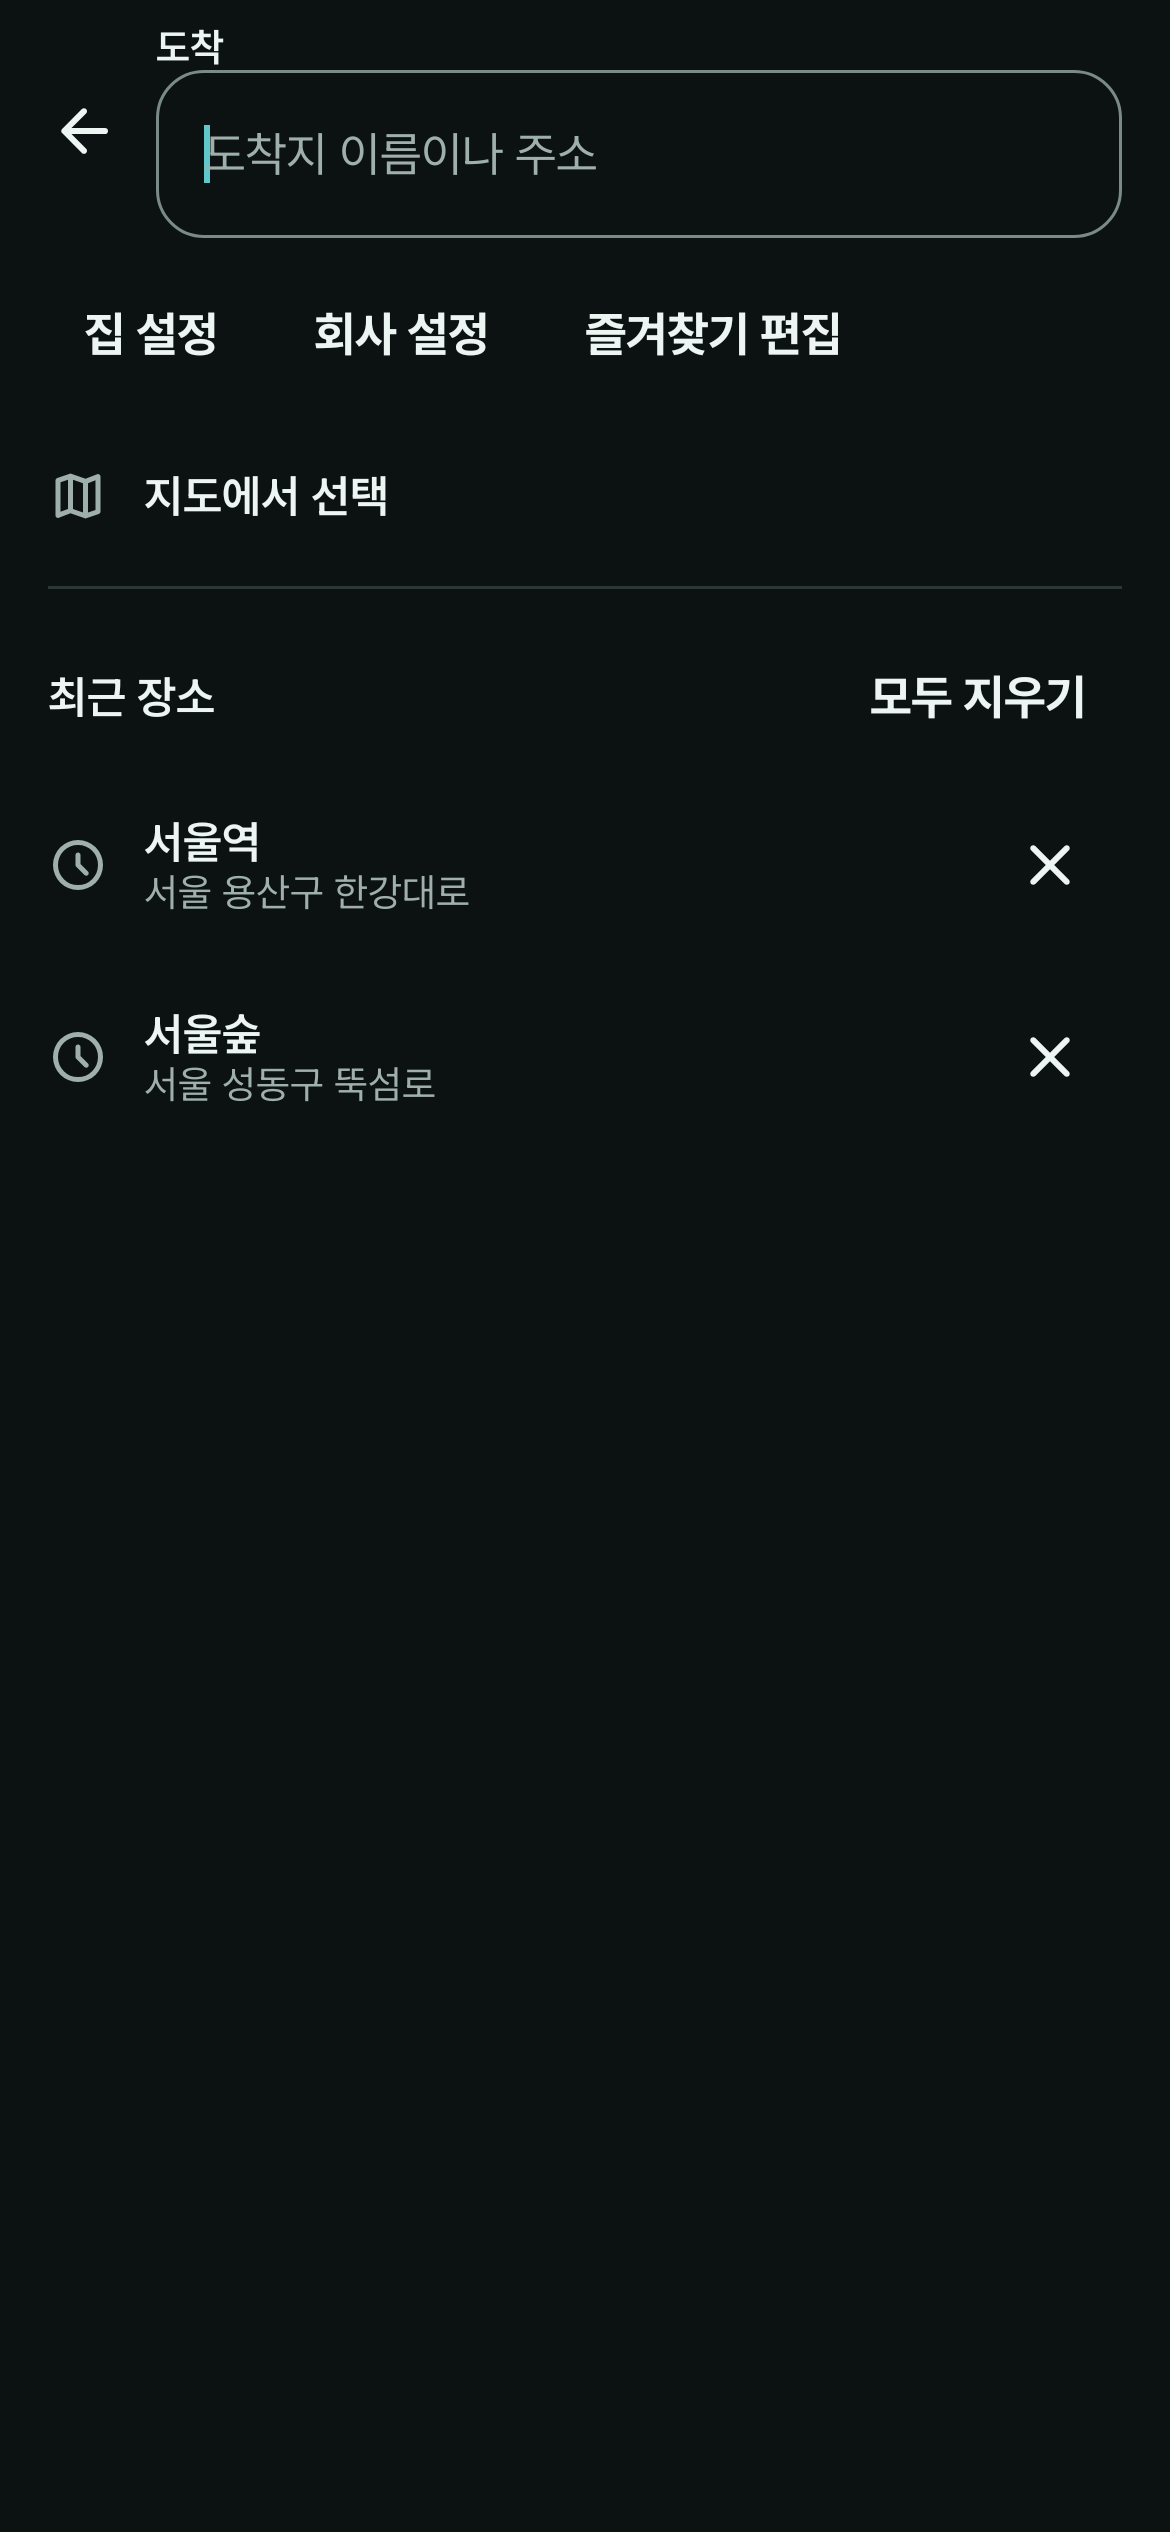 도착
도착지 이름이나 주소
집 설정 회사 설정 즐겨찾기 편집
지도에서 선택
최근 장소 모두 지우기
서울역
서울 용산구 한강대로
서울숲
서울 성동구 뚝섬로